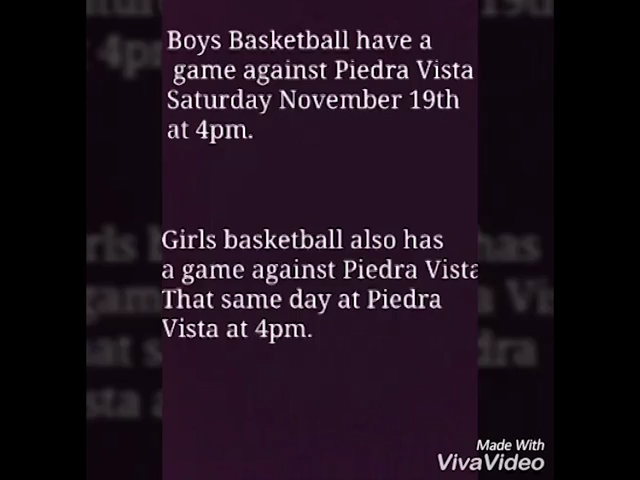 Boys Basketball have a
game against Piedra Vista
Saturday November 19th
at 4pm.
Girls basketball also has
a game against Piedra Vista
That same day at Piedra
Vista at 4pm.
Made With
VivaVideo